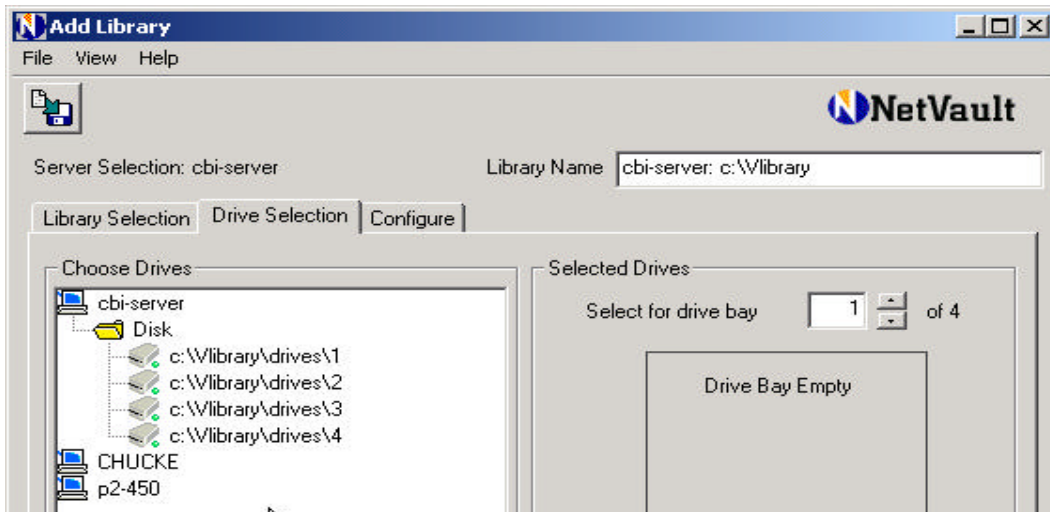 Add Library
File View Help
NetVault
Server Selection: cbi-server Library Name cbi-server: c:\Vlibrary
Library Selection Drive Selection Configure
Choose Drives Selected Drives
cbi-server
Select for drive bay 1 of 4
Disk
c:\Vlibrary\drives\1
c:\Vlibrary\drives\2
Drive Bay Empty
c:\Vlibrary\drives\3
c:\Vlibrary\drives\4
CHUCKE
p2-450